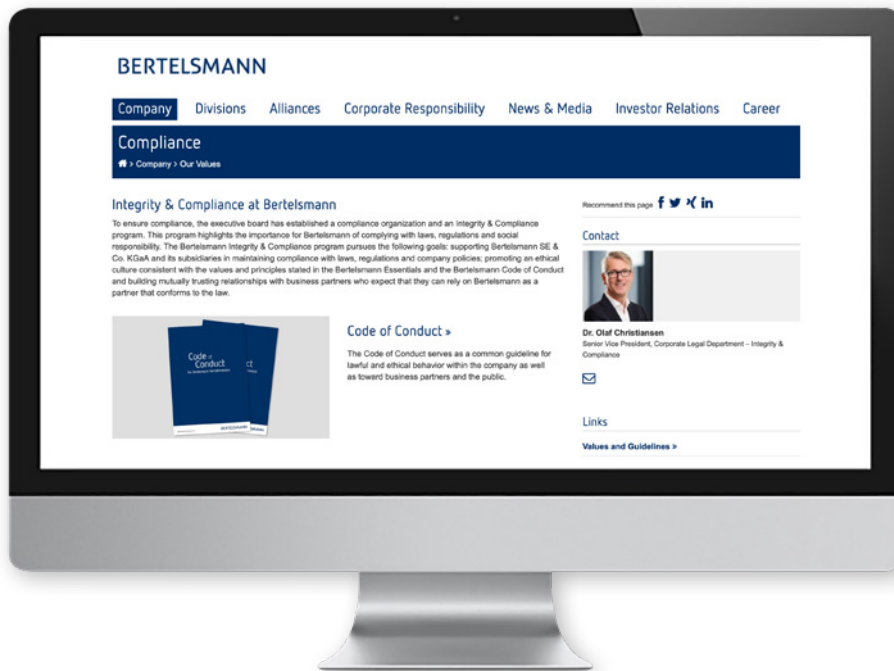 BERTELSMANN
Company Divisions Alliances Corporate Responsibility News & Media Investor Relations Career
Compliance
> Company > Our Values
Integrity & Compliance at Bertelsmann
To ensure compliance, the executive board has established a compliance organization and an Integrity & Compliance
program. This program highlights the importance for Bertelsmann of complying with laws, regulations and social
responsibility. The Bertelsmann Integrity & Compliance program pursues the following goals: supporting Bertelsmann SE &
Co. KGaA and its subsidiaries in maintaining compliance with laws, regulations and company policies; promoting an ethical
culture consistent with the values and principles stated in the Bertelsmann Essentials and the Bertelsmann Code of Conduct
and building mutually trusting relationships with business partners who expect that they can rely on Bertelsmann as a
partner that conforms to the law.
Code of
Conduct
BERTELSMANN
Code of Conduct »
The Code of Conduct serves as a common guideline for
lawful and ethical behavior within the company as well
as toward business partners and the public.
Recommend this page
Contact
Dr. Olaf Christiansen
Senior Vice President, Corporate Legal Department – Integrity &
Compliance
Links
Values and Guidelines »